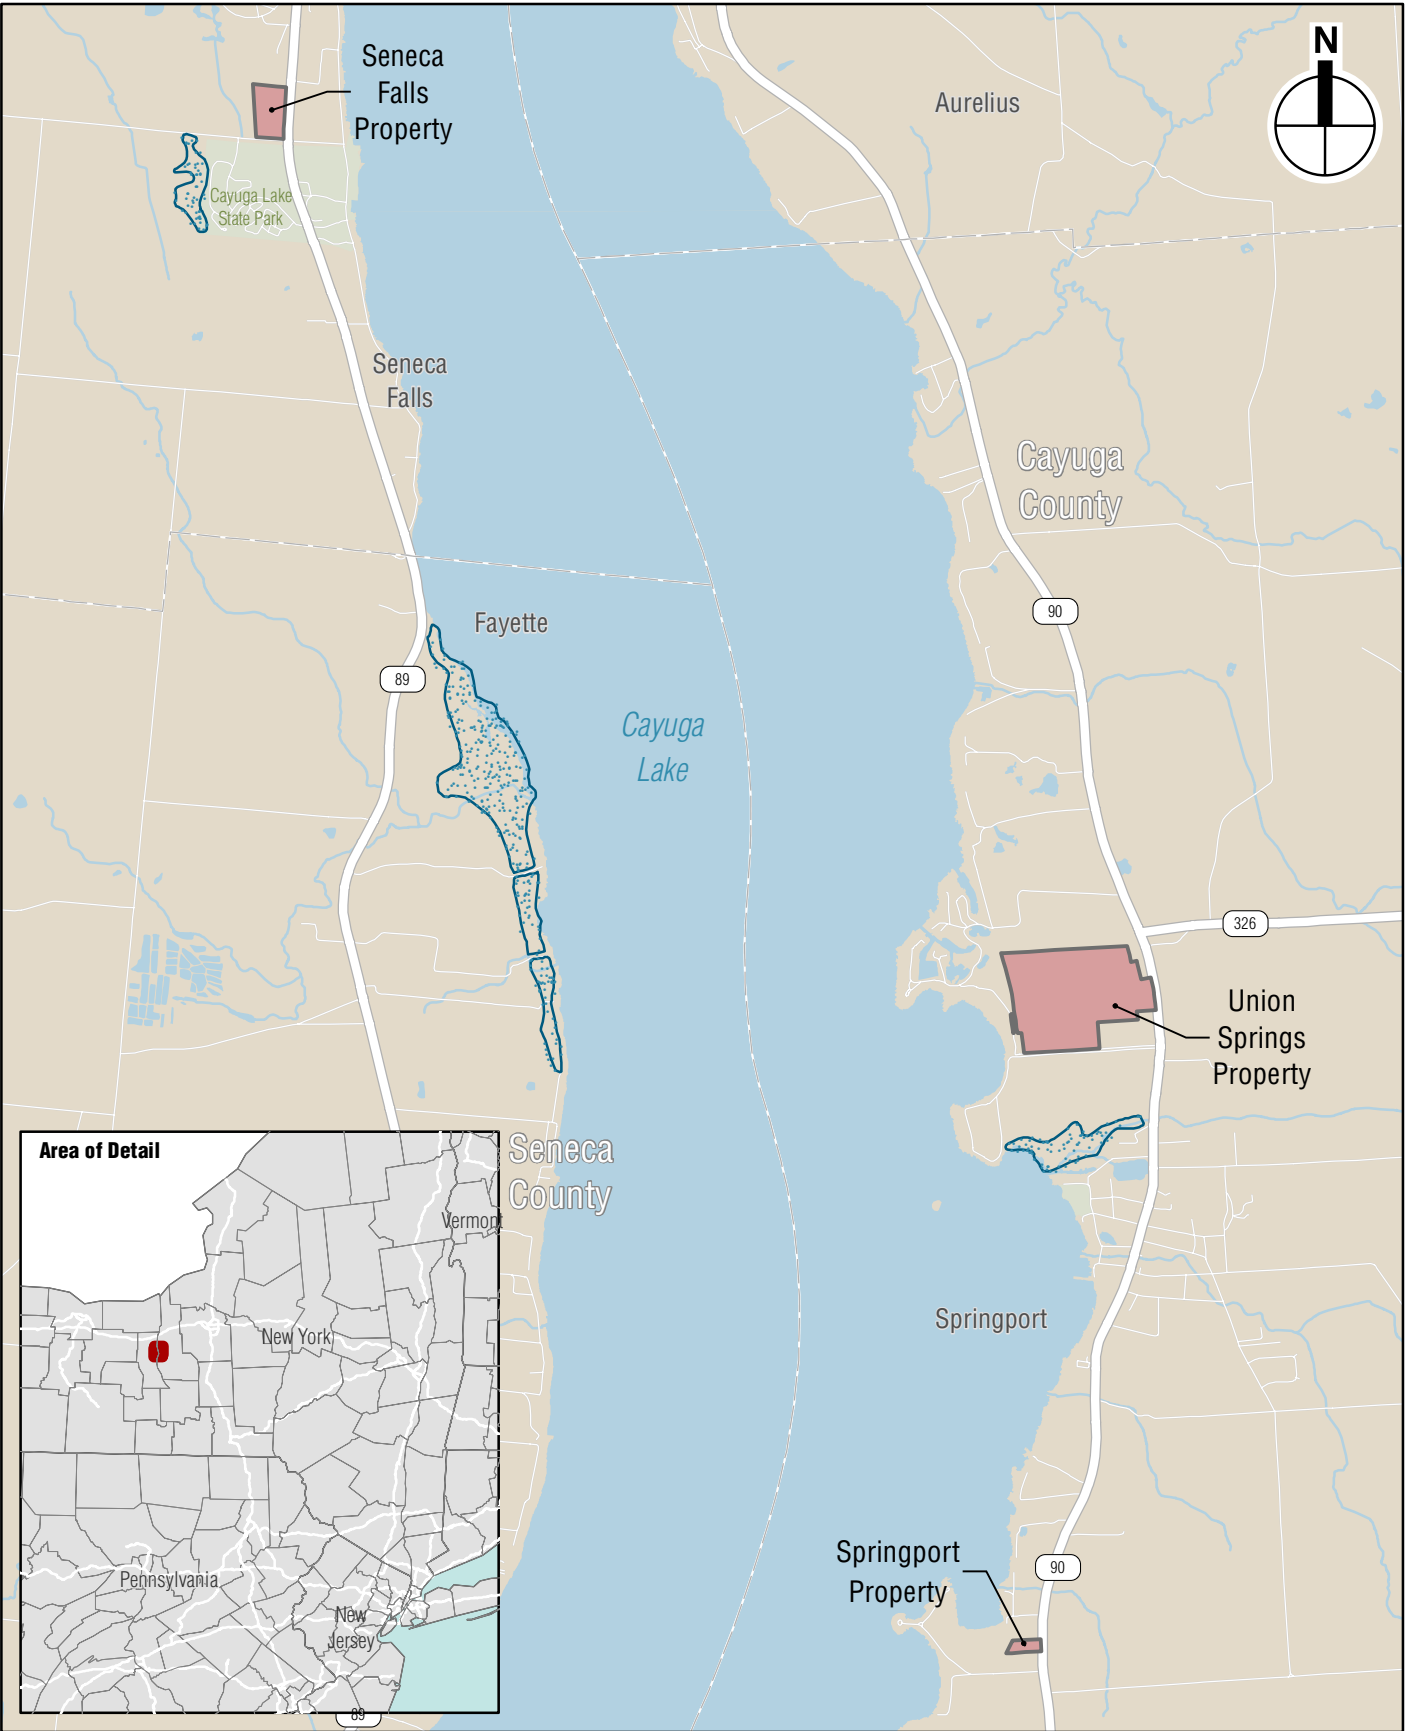 N
Seneca
Falls
Property
Aurelius
Cayuga Lake
State Park
Seneca
Falls
Cayuga
County
90
Fayette
89
Cayuga
Lake
326
Union
Springs
Property
Area of Detail
Seneca
County
Vermont
New York
Springport
Springport
Property
90
Pennsylvania
New
Jersey
89